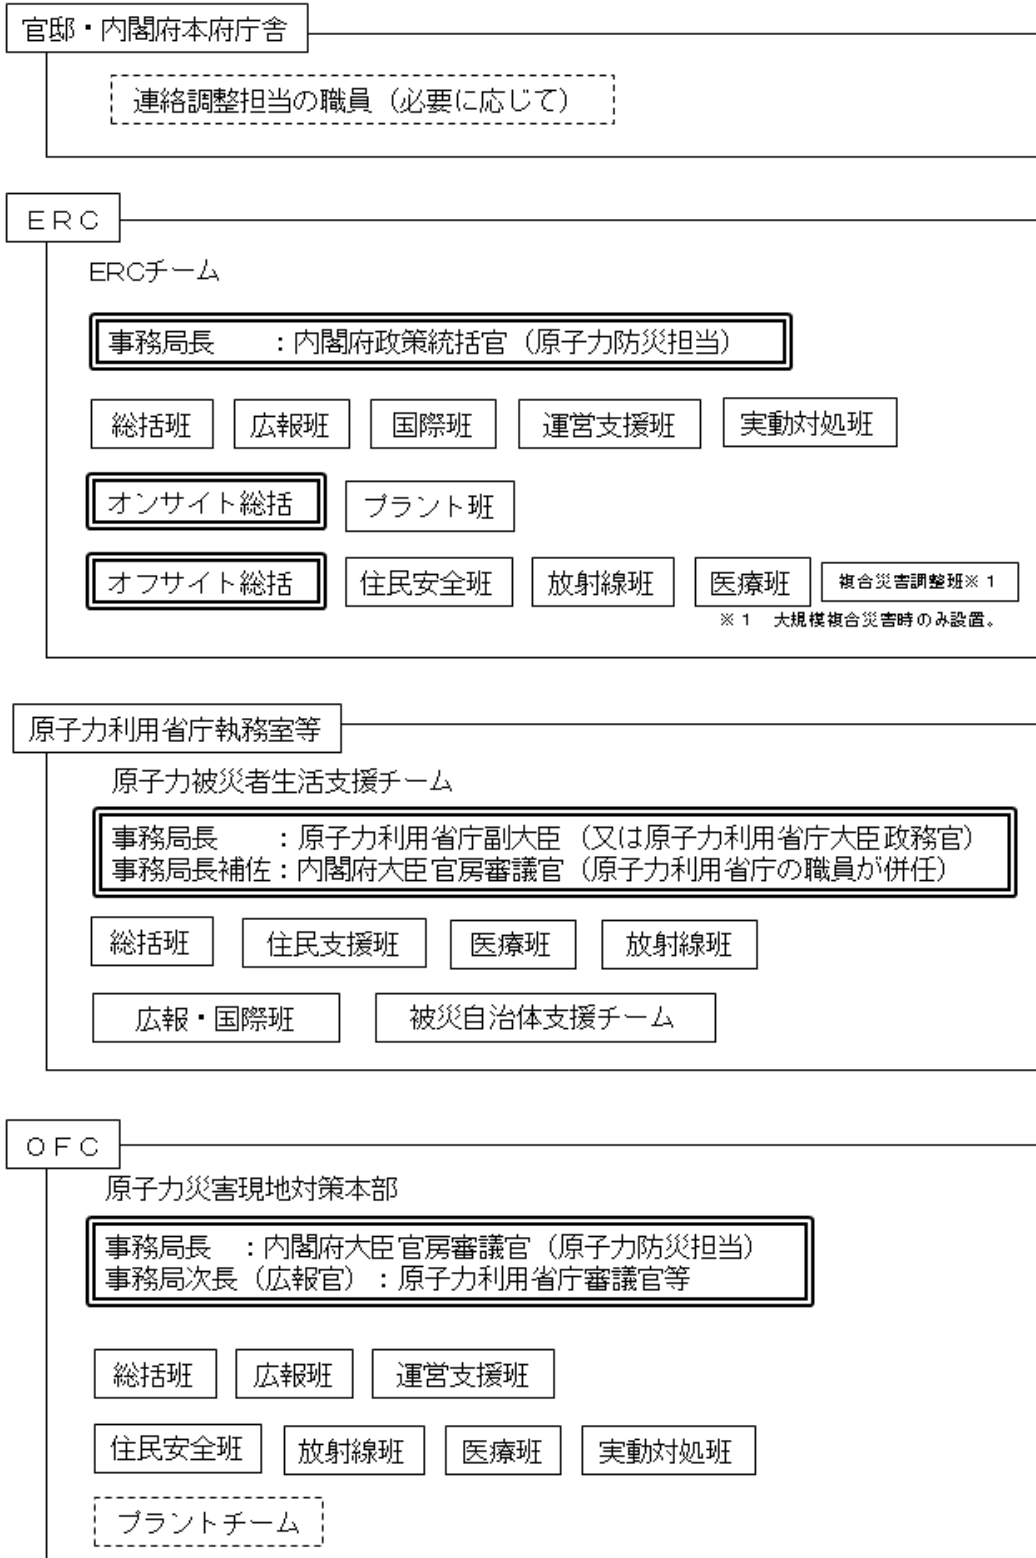 官邸・内閣府本府庁舎
連絡調整担当の職員（必要に応じて）
ＥＲＣ
ERCチーム
事務局長　　：内閣府政策統括官（原子力防災担当）
総括班　広報班　国際班　運営支援班　実動対処班
オンサイト総括　プラント班
オフサイト総括　住民安全班　放射線班　医療班　複合災害調整班※１
※１　大規模複合災害時のみ設置。
原子力利用省庁執務室等
原子力被災者生活支援チーム
事務局長　　：原子力利用省庁副大臣（又は原子力利用省庁大臣政務官）
事務局長補佐：内閣府大臣官房審議官（原子力利用省庁の職員が併任）
総括班　住民支援班　医療班　放射線班
広報・国際班　被災自治体支援チーム
ＯＦＣ
原子力災害現地対策本部
事務局長　：内閣府大臣官房審議官（原子力防災担当）
事務局次長（広報官）：原子力利用省庁審議官等
総括班　広報班　運営支援班
住民安全班　放射線班　医療班　実動対処班
プラントチーム